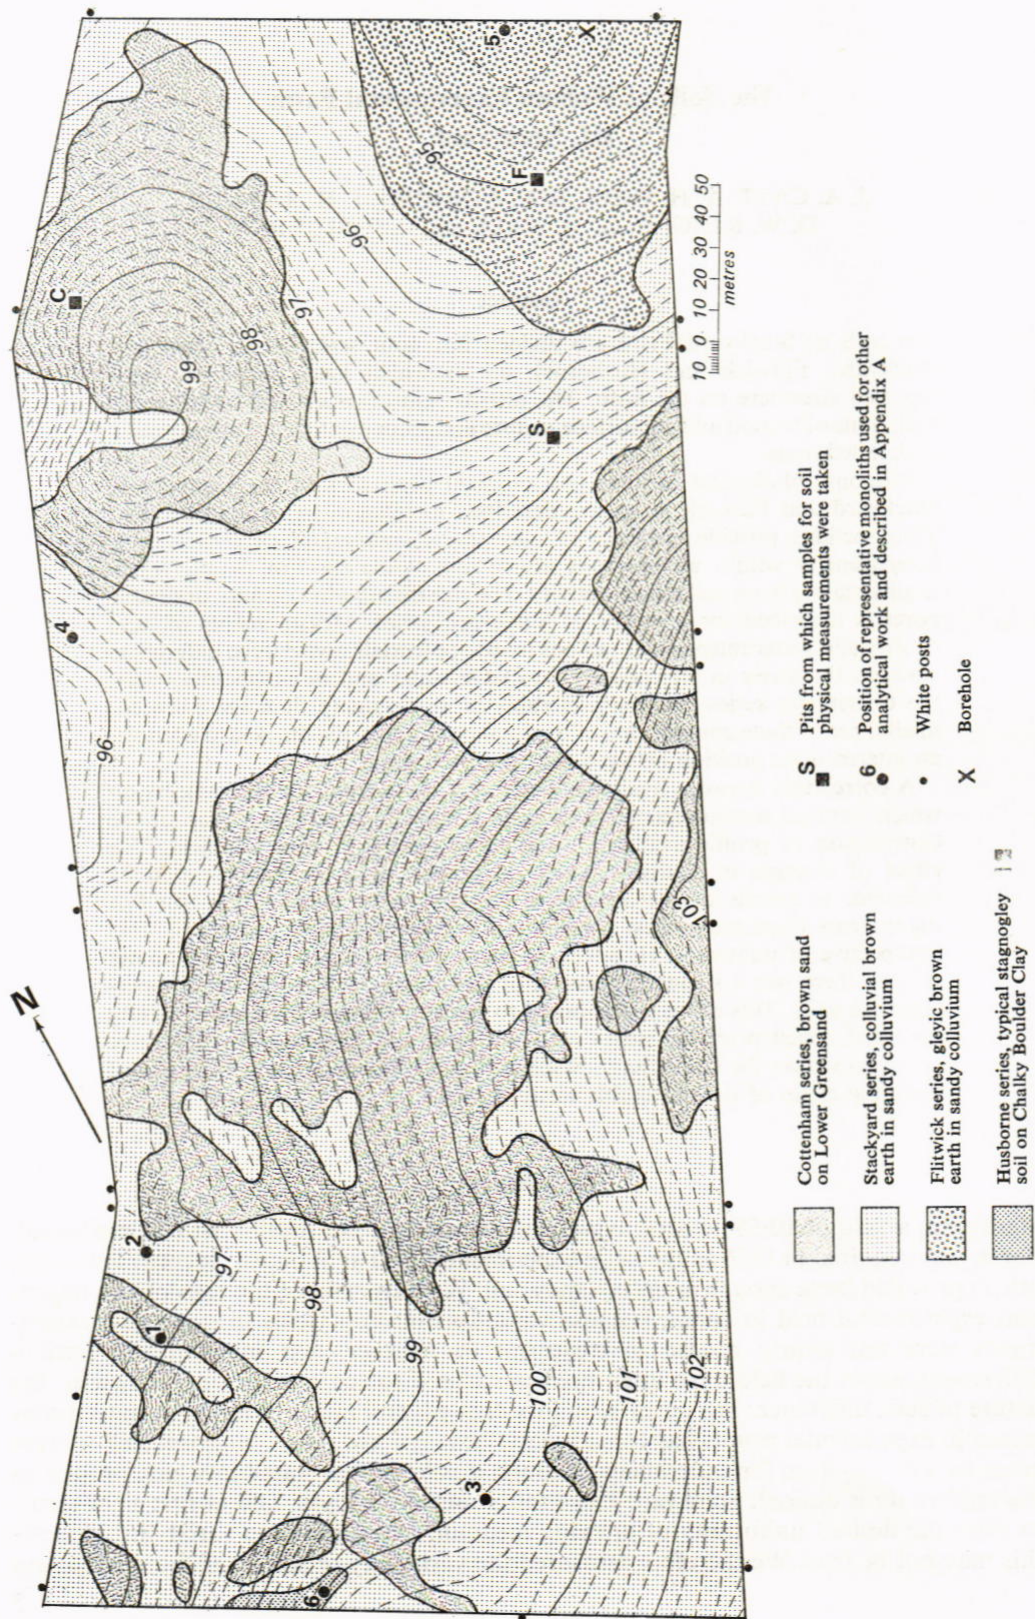 N
96
4
C
99
98
97
96
5
X
95
F
S
2
1
97
98
99
100
101
102
103
3
6
10 0 10 20 30 40 50
metres
S Pits from which samples for soil
physical measurements were taken
6 Position of representative monoliths used for other
analytical work and described in Appendix A
White posts
X Borehole
Cottenham series, brown sand
on Lower Greensand
Stackyard series, colluvial brown
earth in sandy colluvium
Flitwick series, gleyic brown
earth in sandy colluvium
Husborne series, typical stagnogley
soil on Chalky Boulder Clay